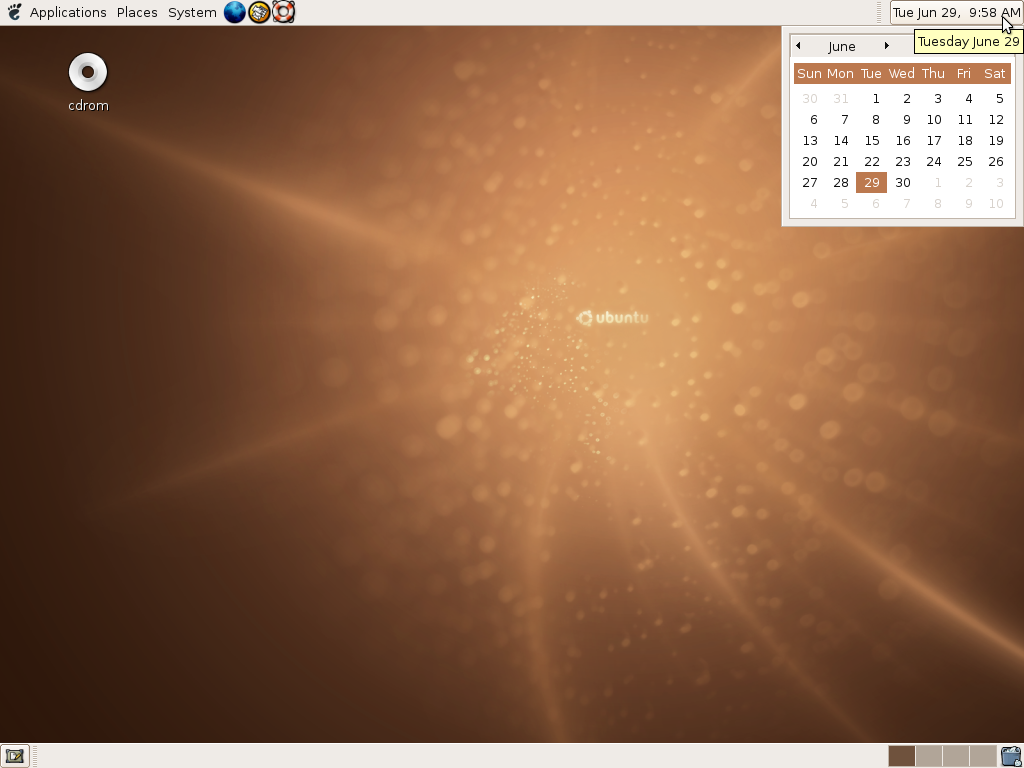 Applications Places System Tue Jun 29, 9:58 AM
Tuesday June 29
June
Sun Mon Tue Wed Thu Fri Sat
30 31 1 2 3 4 5
6 7 8 9 10 11 12
13 14 15 16 17 18 19
20 21 22 23 24 25 26
27 28 29 30 1 2 3
4 5 6 7 8 9 10
cdrom
ubuntu